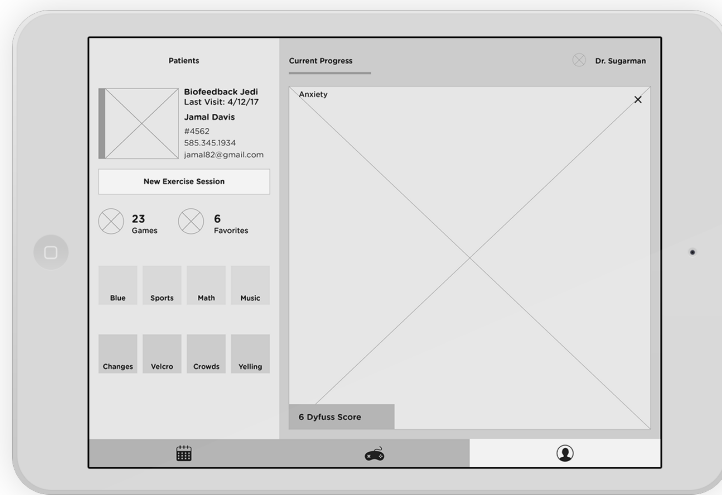 Patients
Biofeedback Jedi
Last Visit: 4/12/17
Jamal Davis
#4562
585.345.1934
jamal82@gmail.com
New Exercise Session
23
Games
6
Favorites
Blue
Sports
Math
Music
Changes
Velcro
Crowds
Yelling
Current Progress
Dr. Sugarman
Anxiety
6 Dyfuss Score